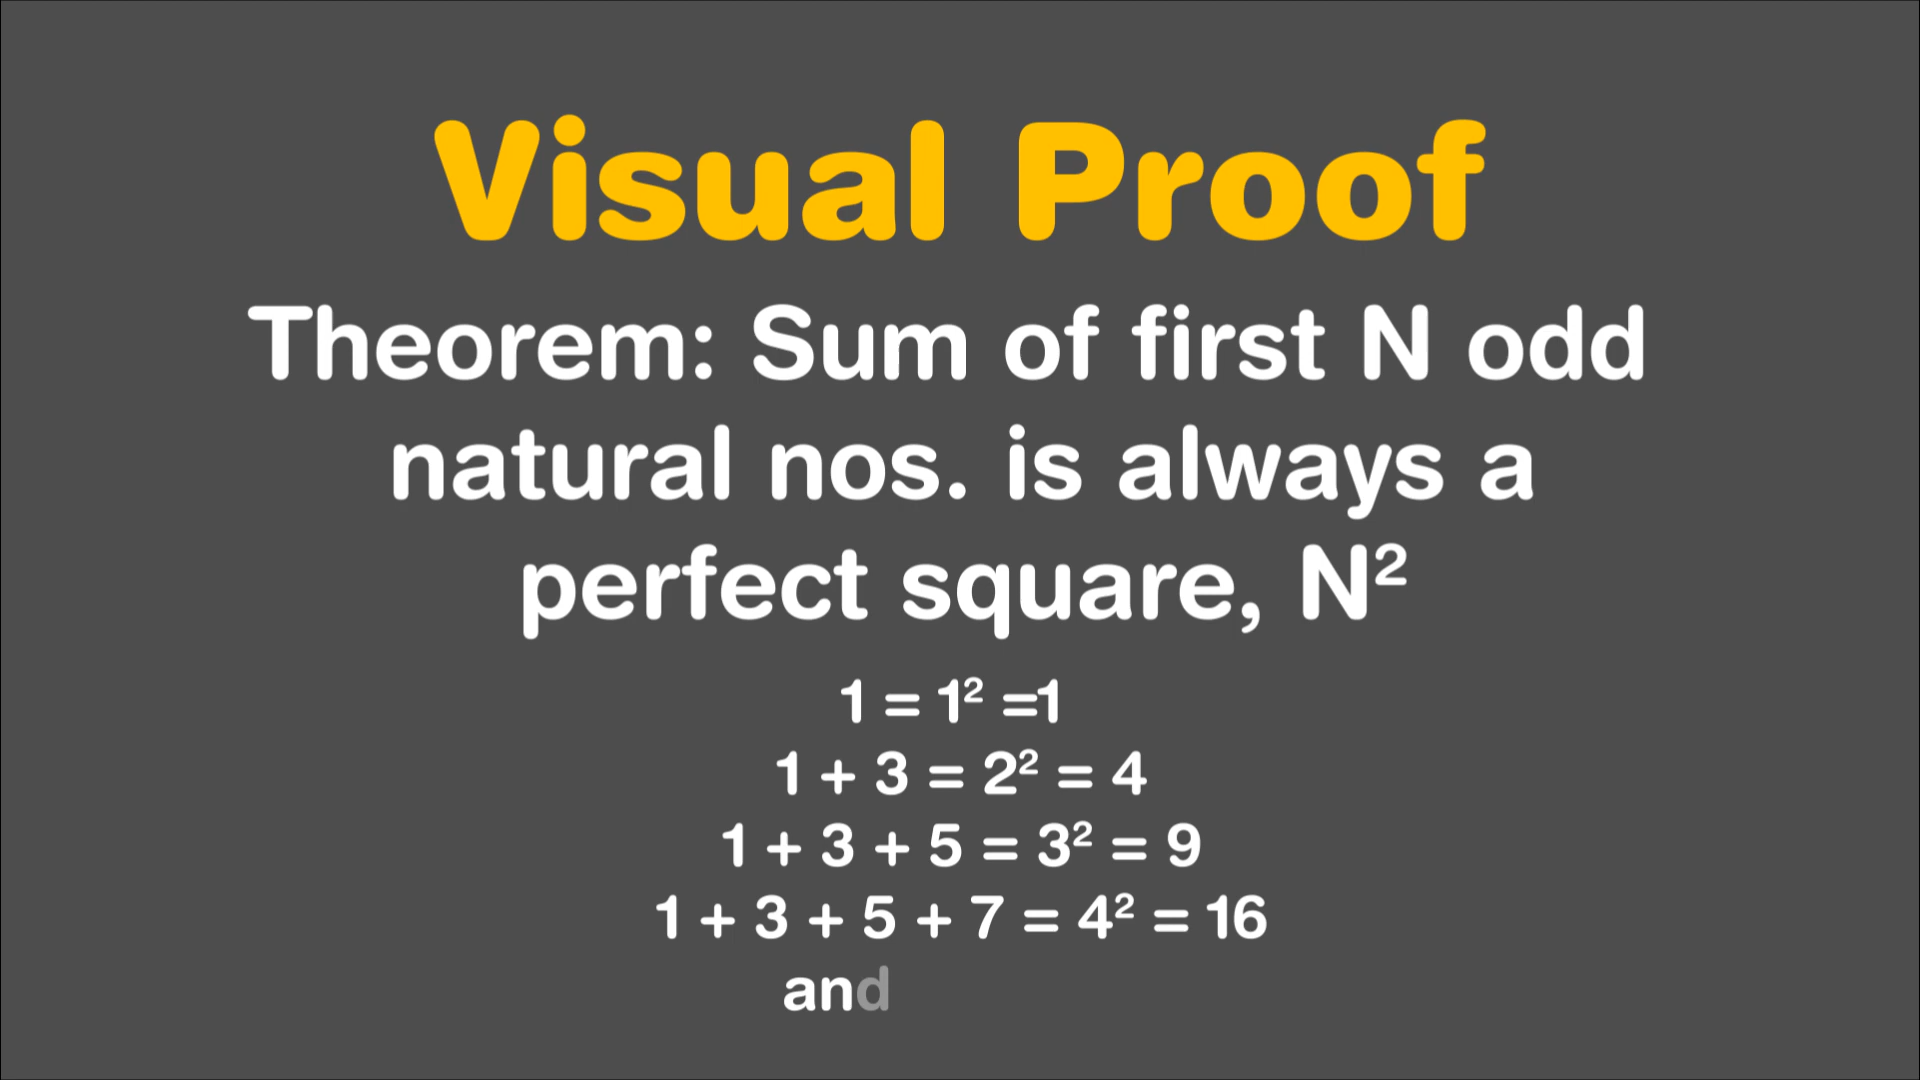 Visual Proof
Theorem: Sum of first N odd
natural nos. is always a
perfect square, N²
1 = 1² =1
1 + 3 = 2² = 4
1 + 3 + 5 = 3² = 9
1 + 3 + 5 + 7 = 4² = 16
and